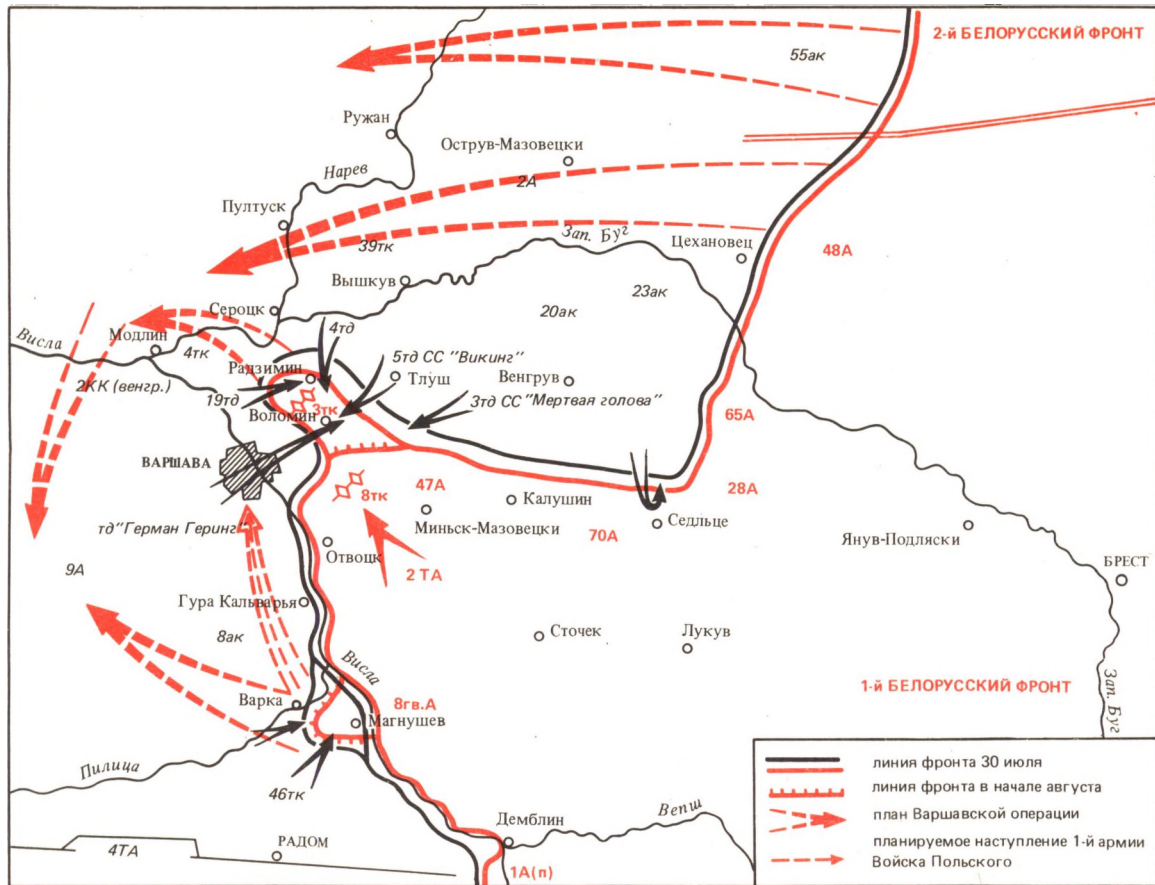 2-й БЕЛОРУССКИЙ ФРОНТ
55ак
Ружан
Острув-Мазовецки
Нарев
2А
Пултуск
Зап. Буг
Цехановец
39тк
48А
Вышкув
23ак
Сероцк
20ак
Висла
Модлин
4тд
4тк
5тд СС "Викинг"
Радзимин
Тлущ
Венгрув
2КК (венгр.)
19тд
3тк
3тд СС "Мертвая голова"
Воломин
65А
ВАРШАВА
47А
8тк
28А
Калушин
Миньск-Мазовецки
Седльце
тд "Герман Геринг"
70А
Янув-Подляски
Отвоцк
2 ТА
9А
БРЕСТ
Гура Кальварья
8ак
Сточек
Лукув
Висла
Зап. Буг
Варка
8гв.А
1-й БЕЛОРУССКИЙ ФРОНТ
Магнушев
Пилица
46тк
Демблин
Вепш
4ТА
РАДОМ
1А(п)
линия фронта 30 июля
линия фронта в начале августа
план Варшавской операции
планируемое наступление 1-й армии
Войска Польского